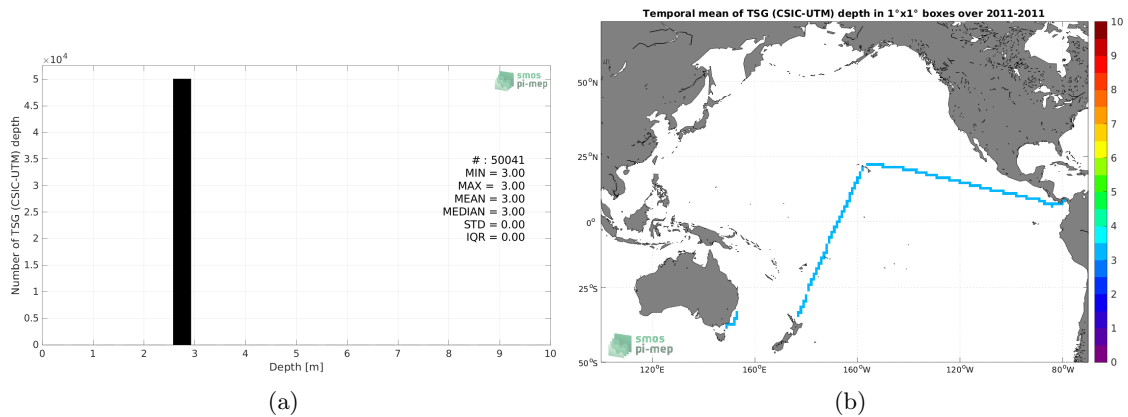 ×10⁴
5
4.5
4
3.5
3
2.5
2
1.5
1
0.5
0
Number of TSG (CSIC-UTM) depth
smos
pi-mep
# : 50041
MIN = 3.00
MAX = 3.00
MEAN = 3.00
MEDIAN = 3.00
STD = 0.00
IQR = 0.00
0 1 2 3 4 5 6 7 8 9 10
Depth [m]
(a)
Temporal mean of TSG (CSIC-UTM) depth in 1°x1° boxes over 2011-2011
50°N
25°N
0°
25°S
50°S
smos
pi-mep
120°E 160°E 160°W 120°W 80°W
10
9
8
7
6
5
4
3
2
1
0
(b)